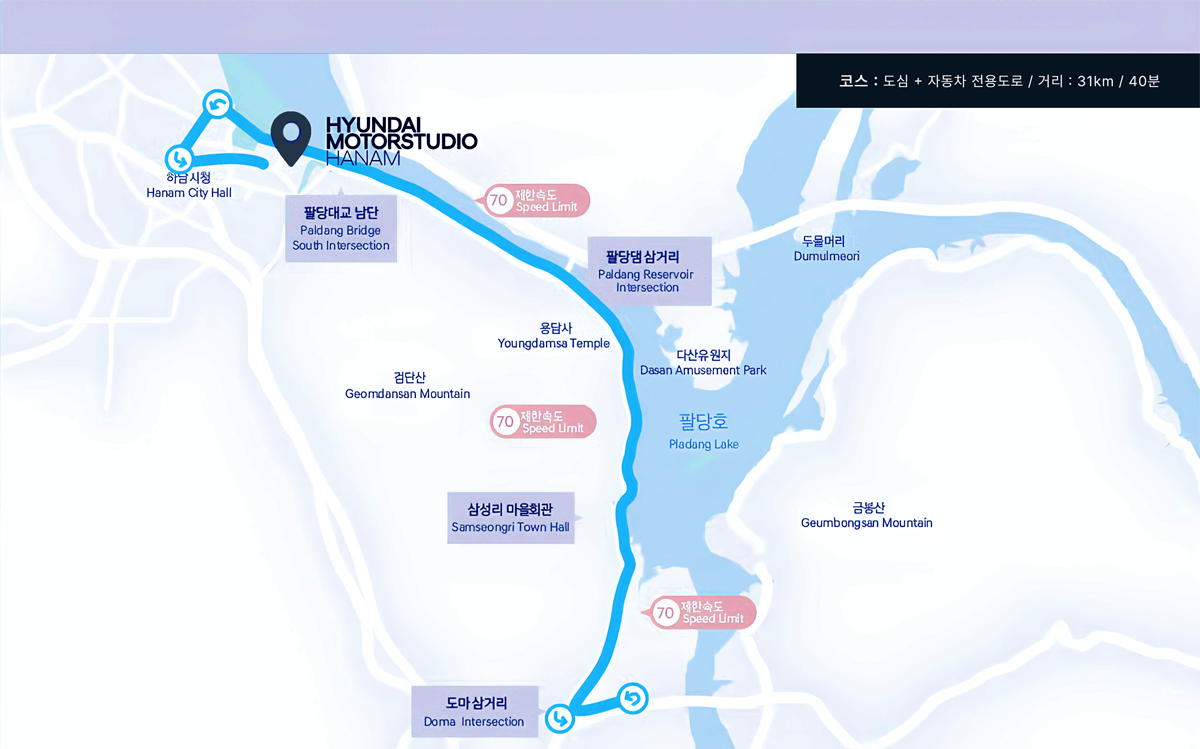 코스 : 도심 + 자동차 전용도로 / 거리 : 31km / 40분
HYUNDAI
MOTORSTUDIO
HANAM
하남시청
Hanam City Hall
70 제한속도
Speed Limit
팔당대교 남단
Paldang Bridge
South Intersection
팔당댐 삼거리
Paldang Reservoir
Intersection
두물머리
Dumulmeori
용담사
Youngdamsa Temple
다산유원지
Dasan Amusement Park
검단산
Geomdansan Mountain
70 제한속도
Speed Limit
팔당호
Pladang Lake
삼성리 마을회관
Samseongri Town Hall
금봉산
Geumbongsan Mountain
70 제한속도
Speed Limit
도마삼거리
Doma Intersection